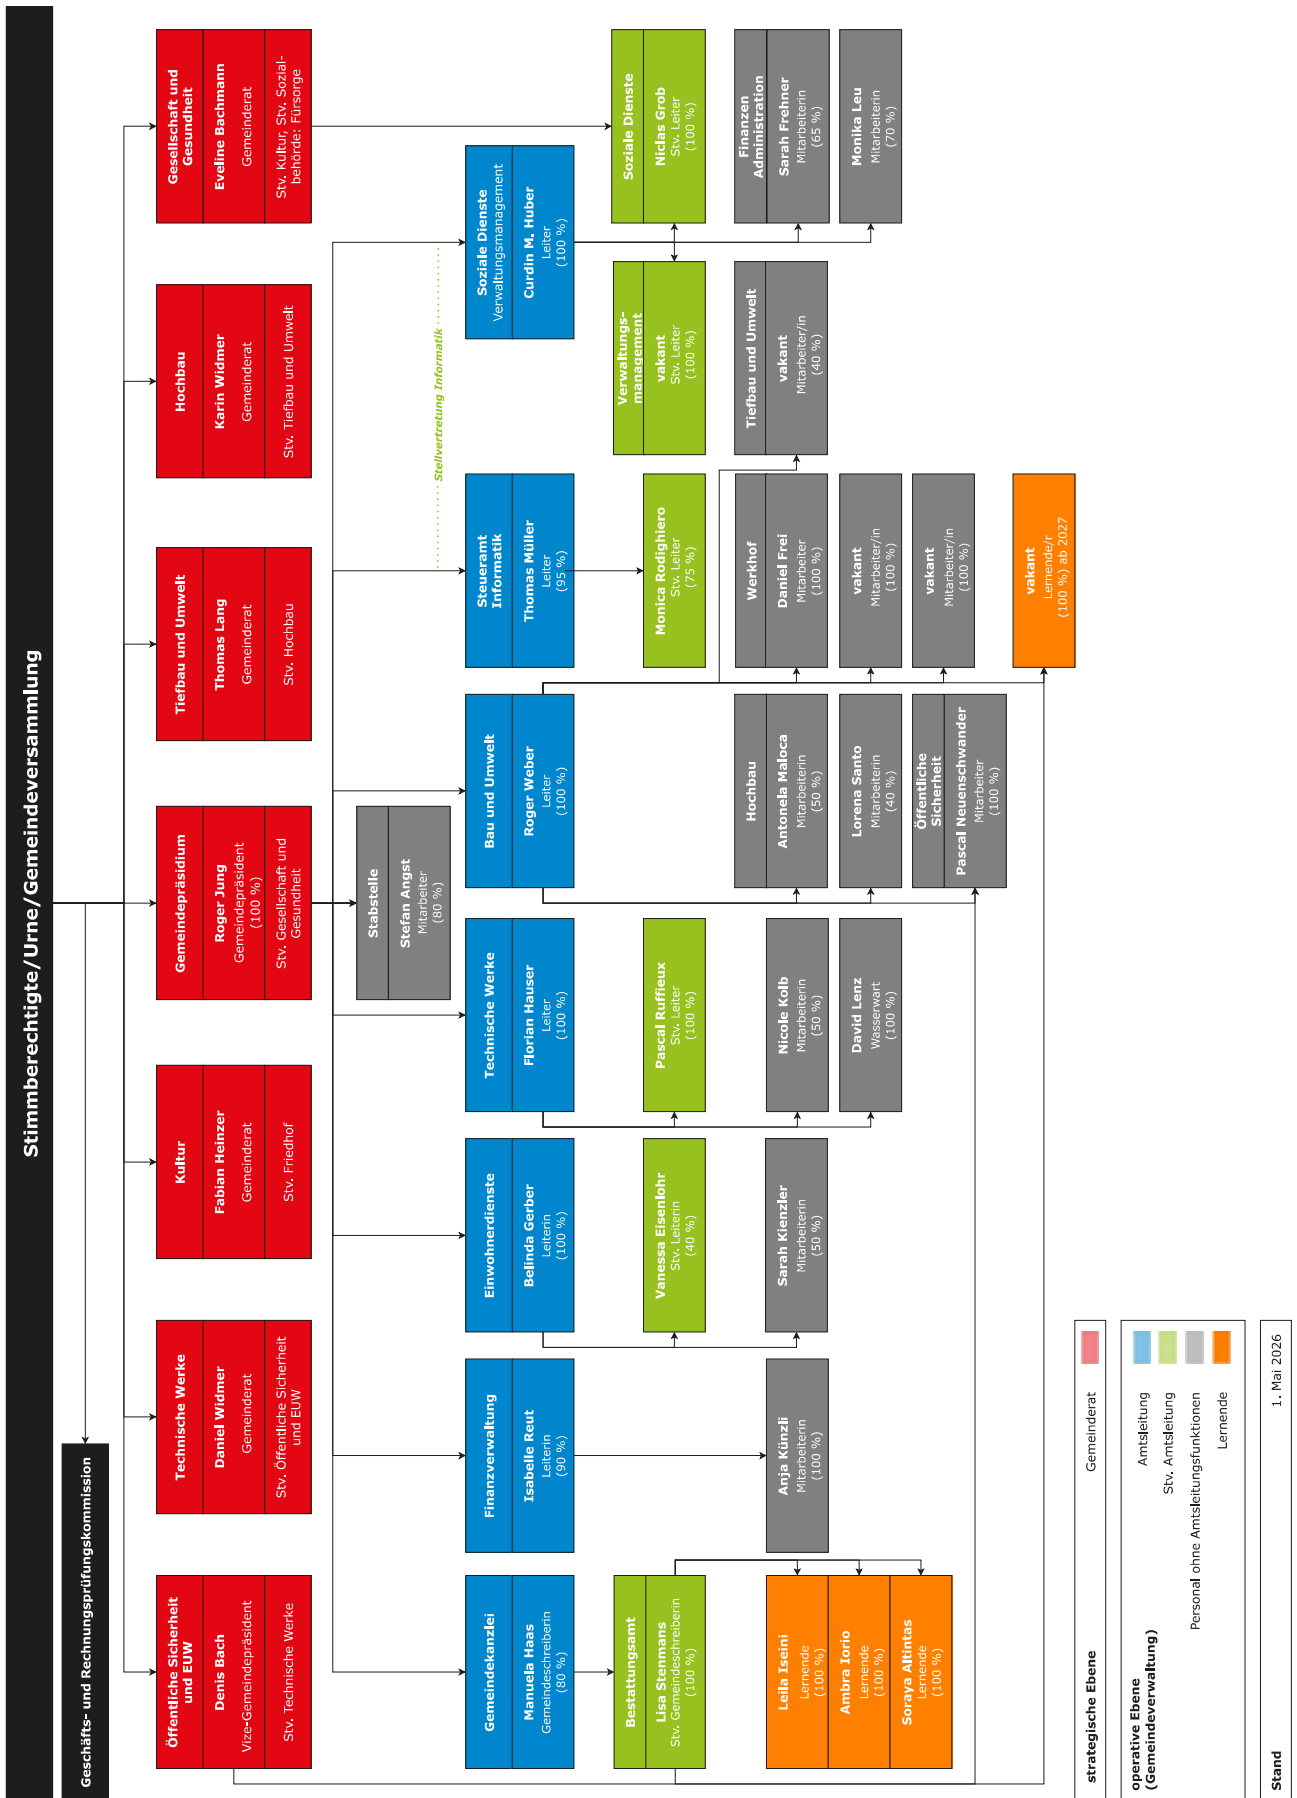 Stimmberechtigte/Urne/Gemeindeversammlung
Geschäfts- und Rechnungsprüfungskommission
Öffentliche Sicherheit
und EUW
Denis Bach
Vize-Gemeindepräsident
Stv. Technische Werke
Technische Werke
Daniel Widmer
Gemeinderat
Stv. Öffentliche Sicherheit
und EUW
Kultur
Fabian Heinzer
Gemeinderat
Stv. Friedhof
Gemeindepräsidium
Roger Jung
Gemeindepräsident
(100 %)
Stv. Gesellschaft und
Gesundheit
Tiefbau und Umwelt
Thomas Lang
Gemeinderat
Stv. Hochbau
Hochbau
Karin Widmer
Gemeinderat
Stv. Tiefbau und Umwelt
Gesellschaft und
Gesundheit
Eveline Bachmann
Gemeinderat
Stv. Kultur, Stv. Sozial-
behörde: Fürsorge
Stabstelle
Stefan Angst
Mitarbeiter
(80 %)
Stellvertretung Informatik
Gemeindekanzlei
Manuela Haas
Gemeindeschreiberin
(80 %)
Finanzverwaltung
Isabelle Reut
Leiterin
(90 %)
Einwohnerdienste
Belinda Gerber
Leiterin
(100 %)
Technische Werke
Florian Hauser
Leiter
(100 %)
Bau und Umwelt
Roger Weber
Leiter
(100 %)
Steueramt
Informatik
Thomas Müller
Leiter
(95 %)
Soziale Dienste
Verwaltungsmanagement
Curdin M. Huber
Leiter
(100 %)
Bestattungsamt
Lisa Stenmans
Stv. Gemeindeschreiberin
(100 %)
Vanessa Eisenlohr
Stv. Leiterin
(40 %)
Pascal Ruffieux
Stv. Leiter
(100 %)
Monica Rodighiero
Stv. Leiter
(75 %)
Verwaltungs-
management
vakant
Stv. Leiter
(100 %)
Soziale Dienste
Niclas Grob
Stv. Leiter
(100 %)
Leila Iseini
Lernende
(100 %)
Ambra Iorio
Lernende
(100 %)
Soraya Altintas
Lernende
(100 %)
Anja Künzli
Mitarbeiterin
(100 %)
Sarah Kienzler
Mitarbeiterin
(50 %)
Nicole Kolb
Mitarbeiterin
(50 %)
David Lenz
Wasserwart
(100 %)
Hochbau
Antonela Maloca
Mitarbeiterin
(50 %)
Lorena Santo
Mitarbeiterin
(40 %)
Öffentliche
Sicherheit
Pascal Neuenschwander
Mitarbeiter
(100 %)
Werkhof
Daniel Frei
Mitarbeiter
(100 %)
vakant
Mitarbeiter/in
(100 %)
vakant
Mitarbeiter/in
(100 %)
vakant
Lernende/r
(100 %) ab 2027
Tiefbau und Umwelt
vakant
Mitarbeiter/in
(40 %)
Finanzen
Administration
Sarah Frehner
Mitarbeiterin
(65 %)
Monika Leu
Mitarbeiterin
(70 %)
strategische Ebene
Gemeinderat
operative Ebene
(Gemeindeverwaltung)
Amtsleitung
Stv. Amtsleitung
Personal ohne Amtsleitungsfunktionen
Lernende
Stand
1. Mai 2026